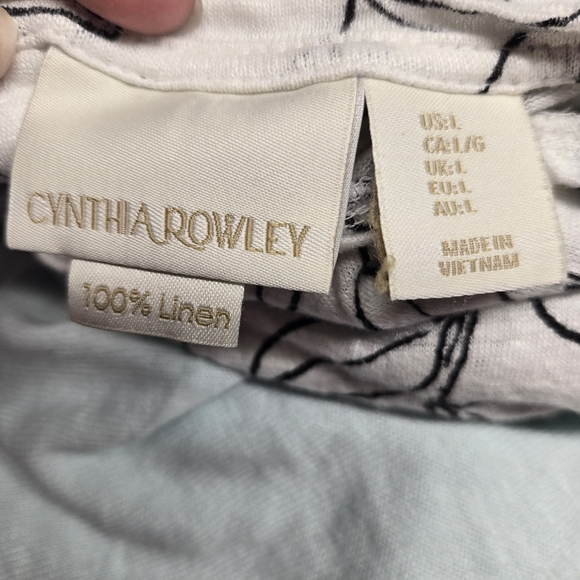 CYNTHIA ROWLEY
100% Linen
US:L
CA:L/G
UK:L
EU:L
AU:L
MADE IN
VIETNAM